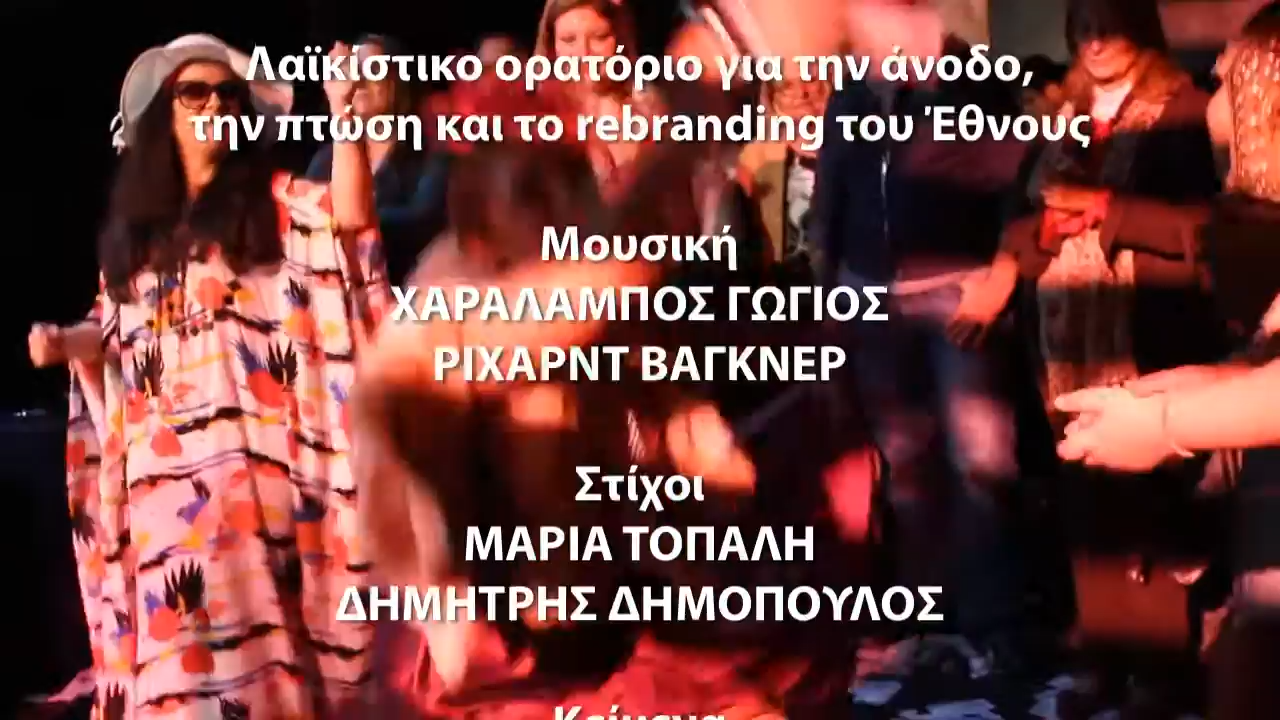 Λαϊκίστικο ορατόριο για την άνοδο,
την πτώση και το rebranding του Έθνους
Μουσική
ΧΑΡΑΛΑΜΠΟΣ ΓΩΓΙΟΣ
ΡΙΧΑΡΝΤ ΒΑΓΚΝΕΡ
Στίχοι
ΜΑΡΙΑ ΤΟΠΑΛΗ
ΔΗΜΗΤΡΗΣ ΔΗΜΟΠΟΥΛΟΣ
Κείμενα